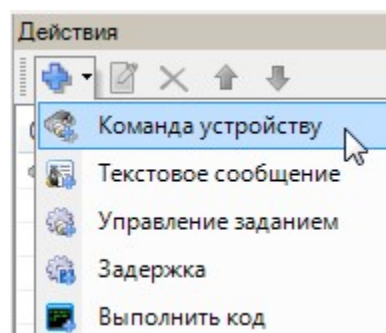 Действия
Команда устройству
Текстовое сообщение
Управление заданием
Задержка
Выполнить код